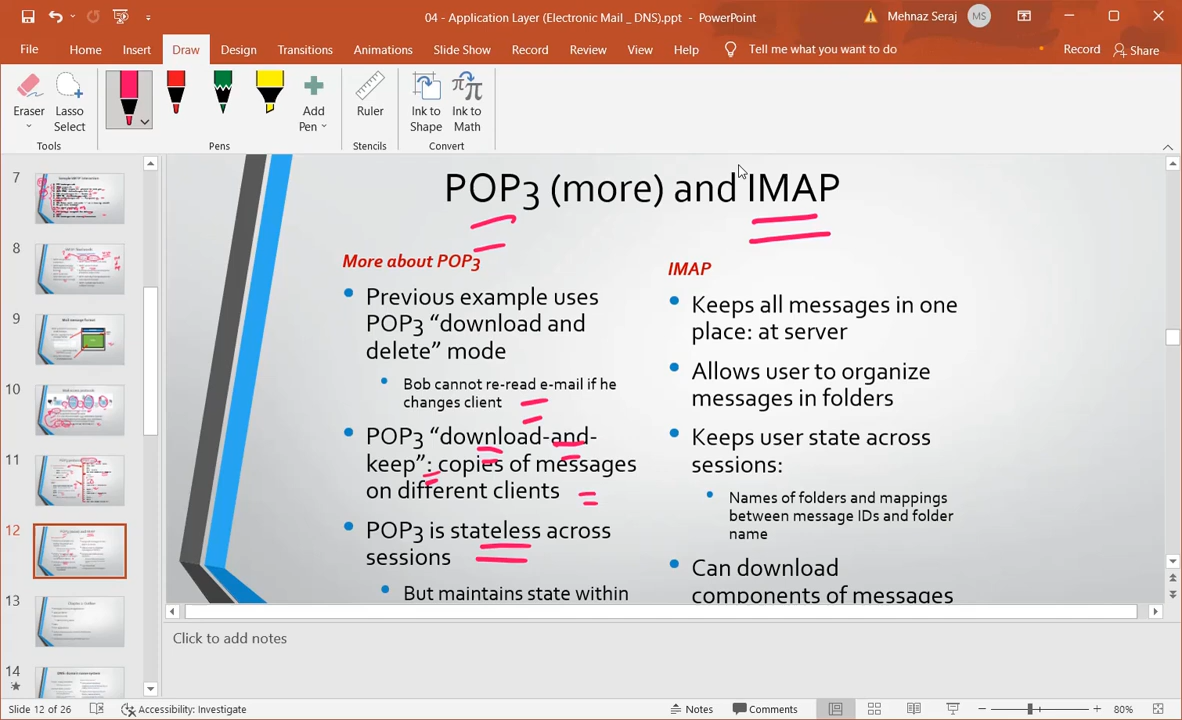 04 - Application Layer (Electronic Mail _ DNS).ppt - PowerPoint
Mehnaz Seraj
MS
File
Home
Insert
Draw
Design
Transitions
Animations
Slide Show
Record
Review
View
Help
Tell me what you want to do
Record
Share
Eraser
Lasso
Select
Add
Pen
Ruler
Ink to
Shape
Ink to
Math
Tools
Pens
Stencils
Convert
7
8
9
10
11
12
13
14
POP3 (more) and IMAP
More about POP3
Previous example uses
POP3 “download and
delete” mode
Bob cannot re-read e-mail if he
changes client
POP3 “download-and-
keep”: copies of messages
on different clients
POP3 is stateless across
sessions
But maintains state within
IMAP
Keeps all messages in one
place: at server
Allows user to organize
messages in folders
Keeps user state across
sessions:
Names of folders and mappings
between message IDs and folder
name
Can download
components of messages
Click to add notes
Slide 12 of 26
Accessibility: Investigate
Notes
Comments
80%